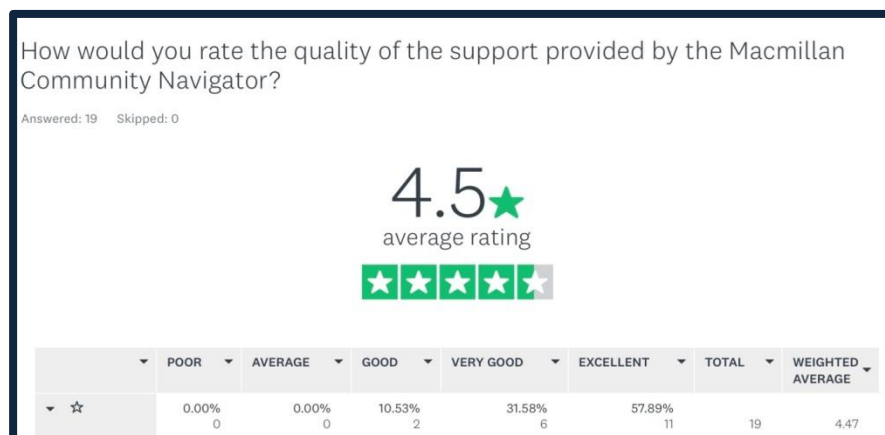 How would you rate the quality of the support provided by the Macmillan
Community Navigator?
Answered: 19 Skipped: 0
4.5
average rating
POOR AVERAGE GOOD VERY GOOD EXCELLENT TOTAL WEIGHTED AVERAGE
0.00% 0.00% 10.53% 31.58% 57.89%
0 0 2 6 11 19 4.47